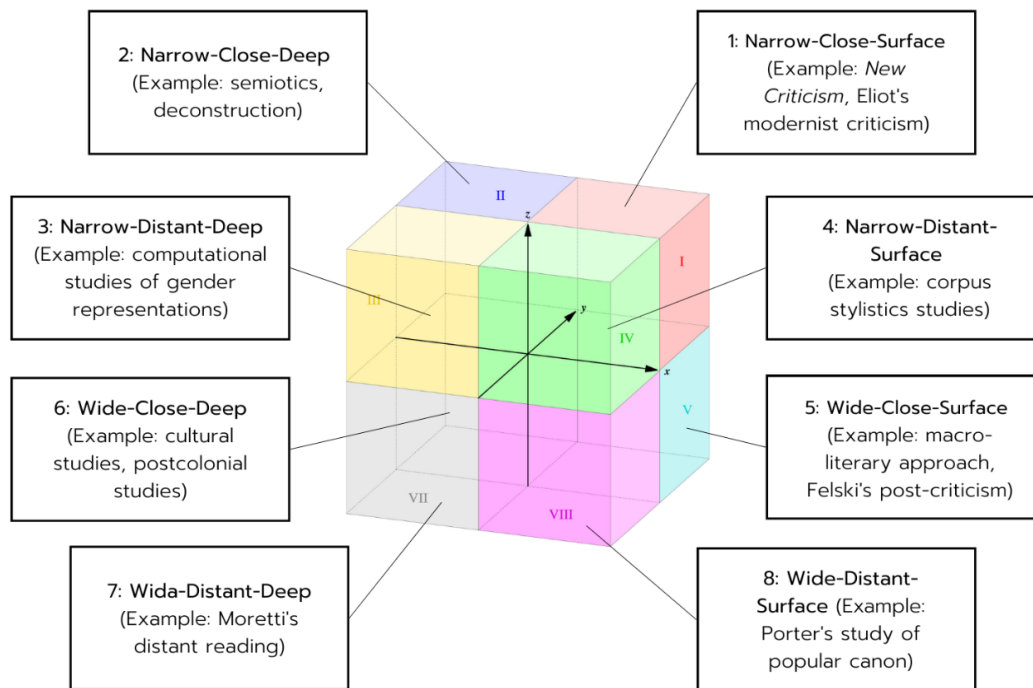 2: Narrow-Close-Deep
(Example: semiotics,
deconstruction)
1: Narrow-Close-Surface
(Example: New
Criticism, Eliot's
modernist criticism)
3: Narrow-Distant-Deep
(Example: computational
studies of gender
representations)
4: Narrow-Distant-
Surface
(Example: corpus
stylistics studies)
6: Wide-Close-Deep
(Example: cultural
studies, postcolonial
studies)
5: Wide-Close-Surface
(Example: macro-
literary approach,
Felski's post-criticism)
7: Wida-Distant-Deep
(Example: Moretti's
distant reading)
8: Wide-Distant-
Surface (Example:
Porter's study of
popular canon)
II
z
I
III
y
IV
x
V
VII
VIII